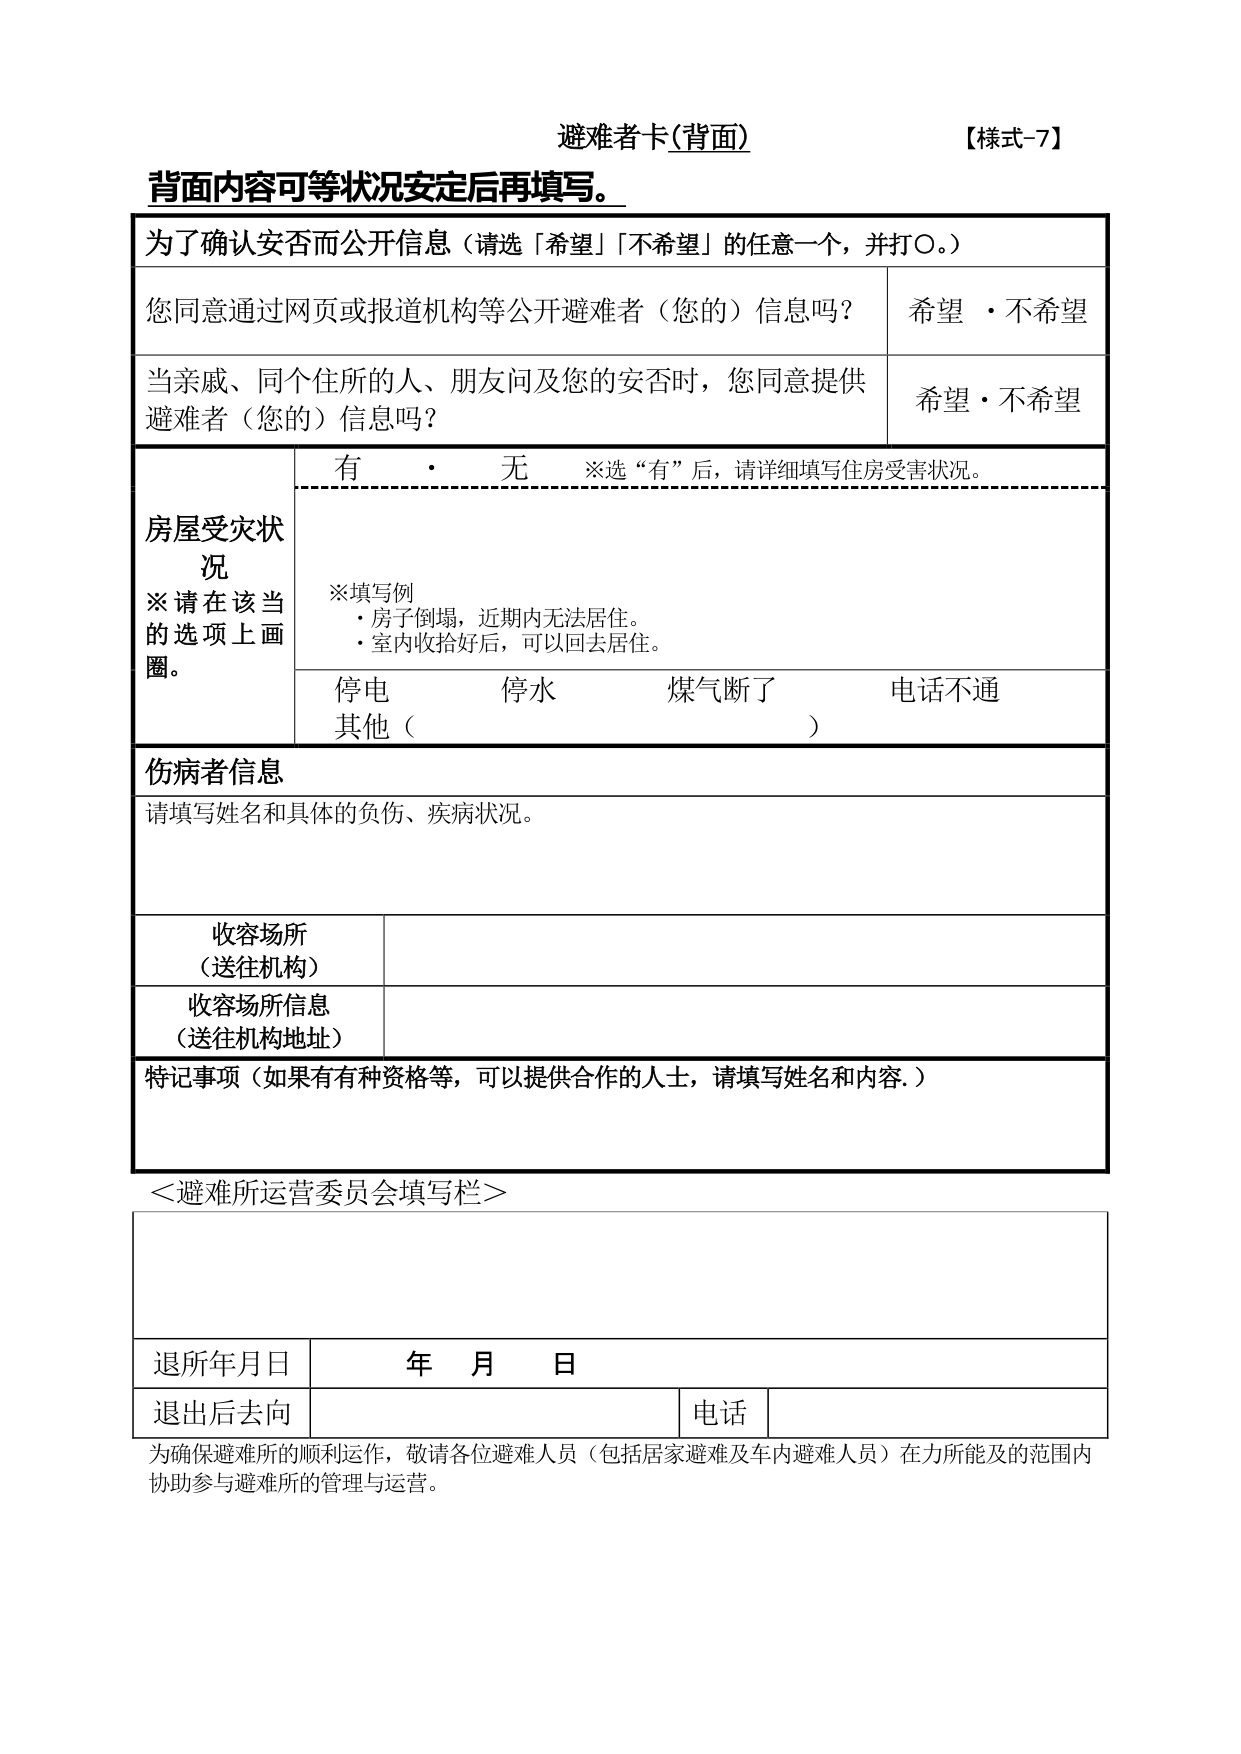 避难者卡(背面)　【样式-7】
背面内容可等状况安定后再填写。
为了确认安否而公开信息（请选「希望」「不希望」的任意一个，并打〇。）
您同意通过网页或报道机构等公开避难者（您的）信息吗？　希望　・不希望
当亲戚、同个住所的人、朋友问及您的安否时，您同意提供
避难者（您的）信息吗？
希望・不希望
有　・　无　※选“有”后，请详细填写住房受害状况。
房屋受灾状
况
※请在该当
的选项上画
圈。
※填写例
・房子倒塌，近期内无法居住。
・室内收拾好后，可以回去居住。
停电　停水　煤气断了　电话不通
其他（　）
伤病者信息
请填写姓名和具体的负伤、疾病状况。
收容场所
（送往机构）
收容场所信息
（送往机构地址）
特记事项（如果有有种资格等，可以提供合作的人士，请填写姓名和内容.）
＜避难所运营委员会填写栏＞
退所年月日　年　月　日
退出后去向　电话
为确保避难所的顺利运作，敬请各位避难人员（包括居家避难及车内避难人员）在力所能及的范围内
协助参与避难所的管理与运营。